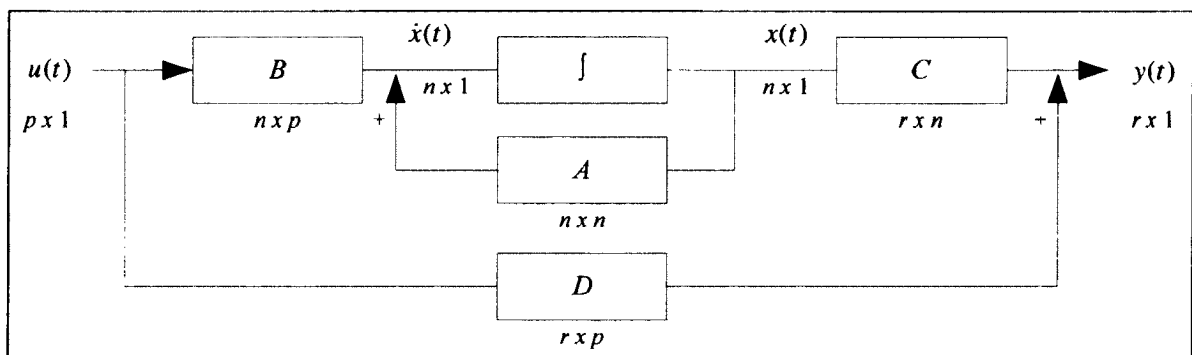 ẋ(t) x(t)
u(t) B ∫ C y(t)
n x 1 n x 1
p x 1 n x p + r x n + r x 1
A
n x n
D
r x p